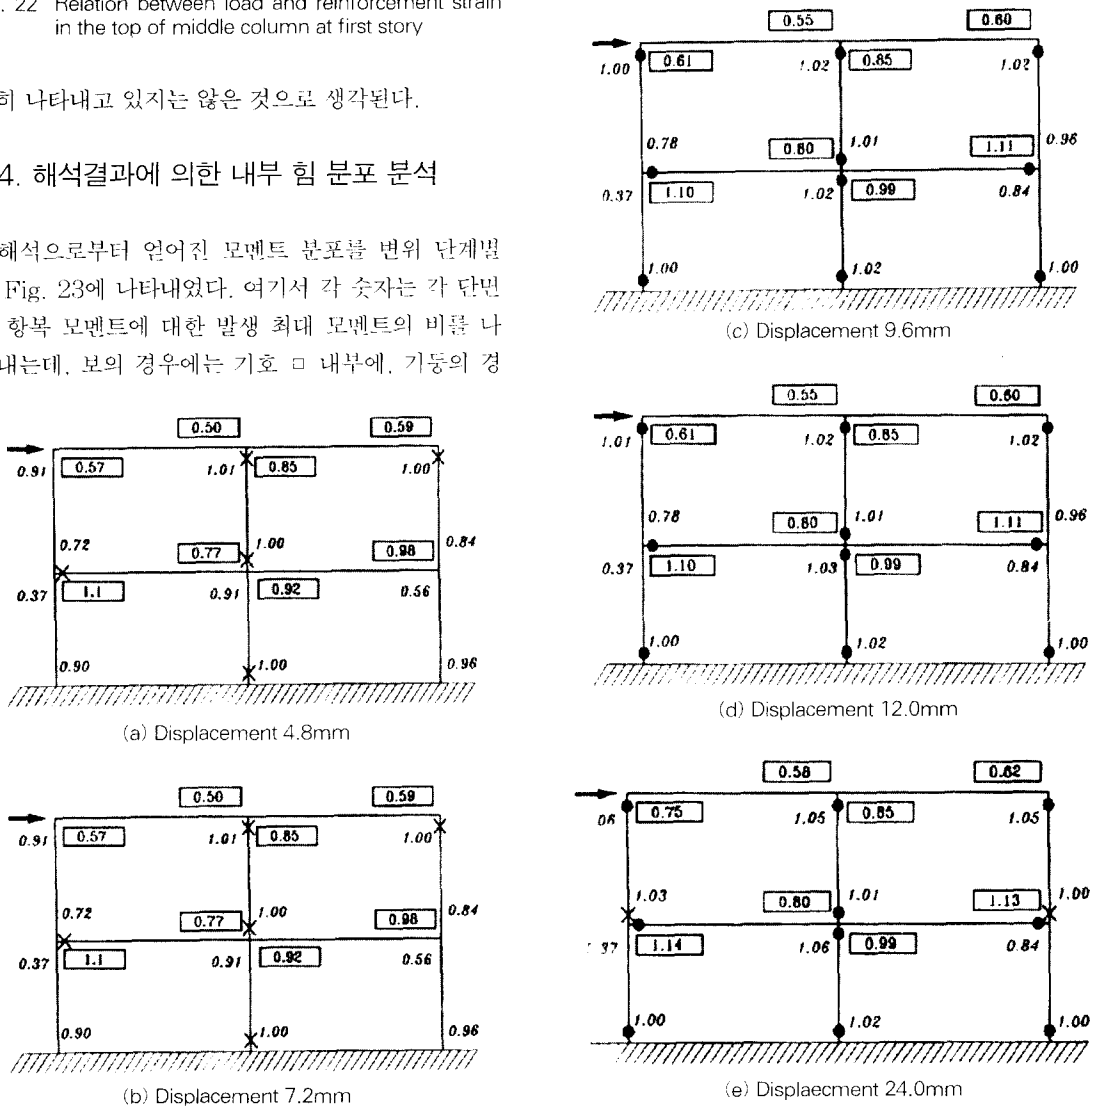 . 22 Relation between load and reinforcement strain
in the top of middle column at first story
히 나타내고 있지는 않은 것으로 생각된다.
4. 해석결과에 의한 내부 힘 분포 분석
해석으로부터 얻어진 모멘트 분포를 변위 단계별
Fig. 23에 나타내었다. 여기서 각 숫자는 각 단면
항복 모멘트에 대한 발생 최대 모멘트의 비를 나
내는데, 보의 경우에는 기호 □ 내부에, 기둥의 경
0.50 0.59
0.91 0.57 1.01 0.85 1.00
0.72 0.77 1.00 0.98 0.84
0.37 1.1 0.91 0.92 0.56
0.90 1.00 0.96
(a) Displacement 4.8mm
0.50 0.59
0.91 0.57 1.01 0.85 1.00
0.72 0.77 1.00 0.98 0.84
0.37 1.1 0.91 0.92 0.56
0.90 1.00 0.96
(b) Displacement 7.2mm
0.55 0.60
1.00 0.61 1.02 0.85 1.02
0.78 0.80 1.01 1.11 0.96
0.37 1.10 1.02 0.99 0.84
1.00 1.02 1.00
(c) Displacement 9.6mm
0.55 0.60
1.01 0.61 1.02 0.85 1.02
0.78 0.80 1.01 1.11 0.96
0.37 1.10 1.03 0.99 0.84
1.00 1.02 1.00
(d) Displacement 12.0mm
0.58 0.62
06 0.75 1.05 0.85 1.05
1.03 0.80 1.01 1.13 1.00
37 1.14 1.06 0.99 0.84
1.00 1.02 1.00
(e) Displaecment 24.0mm